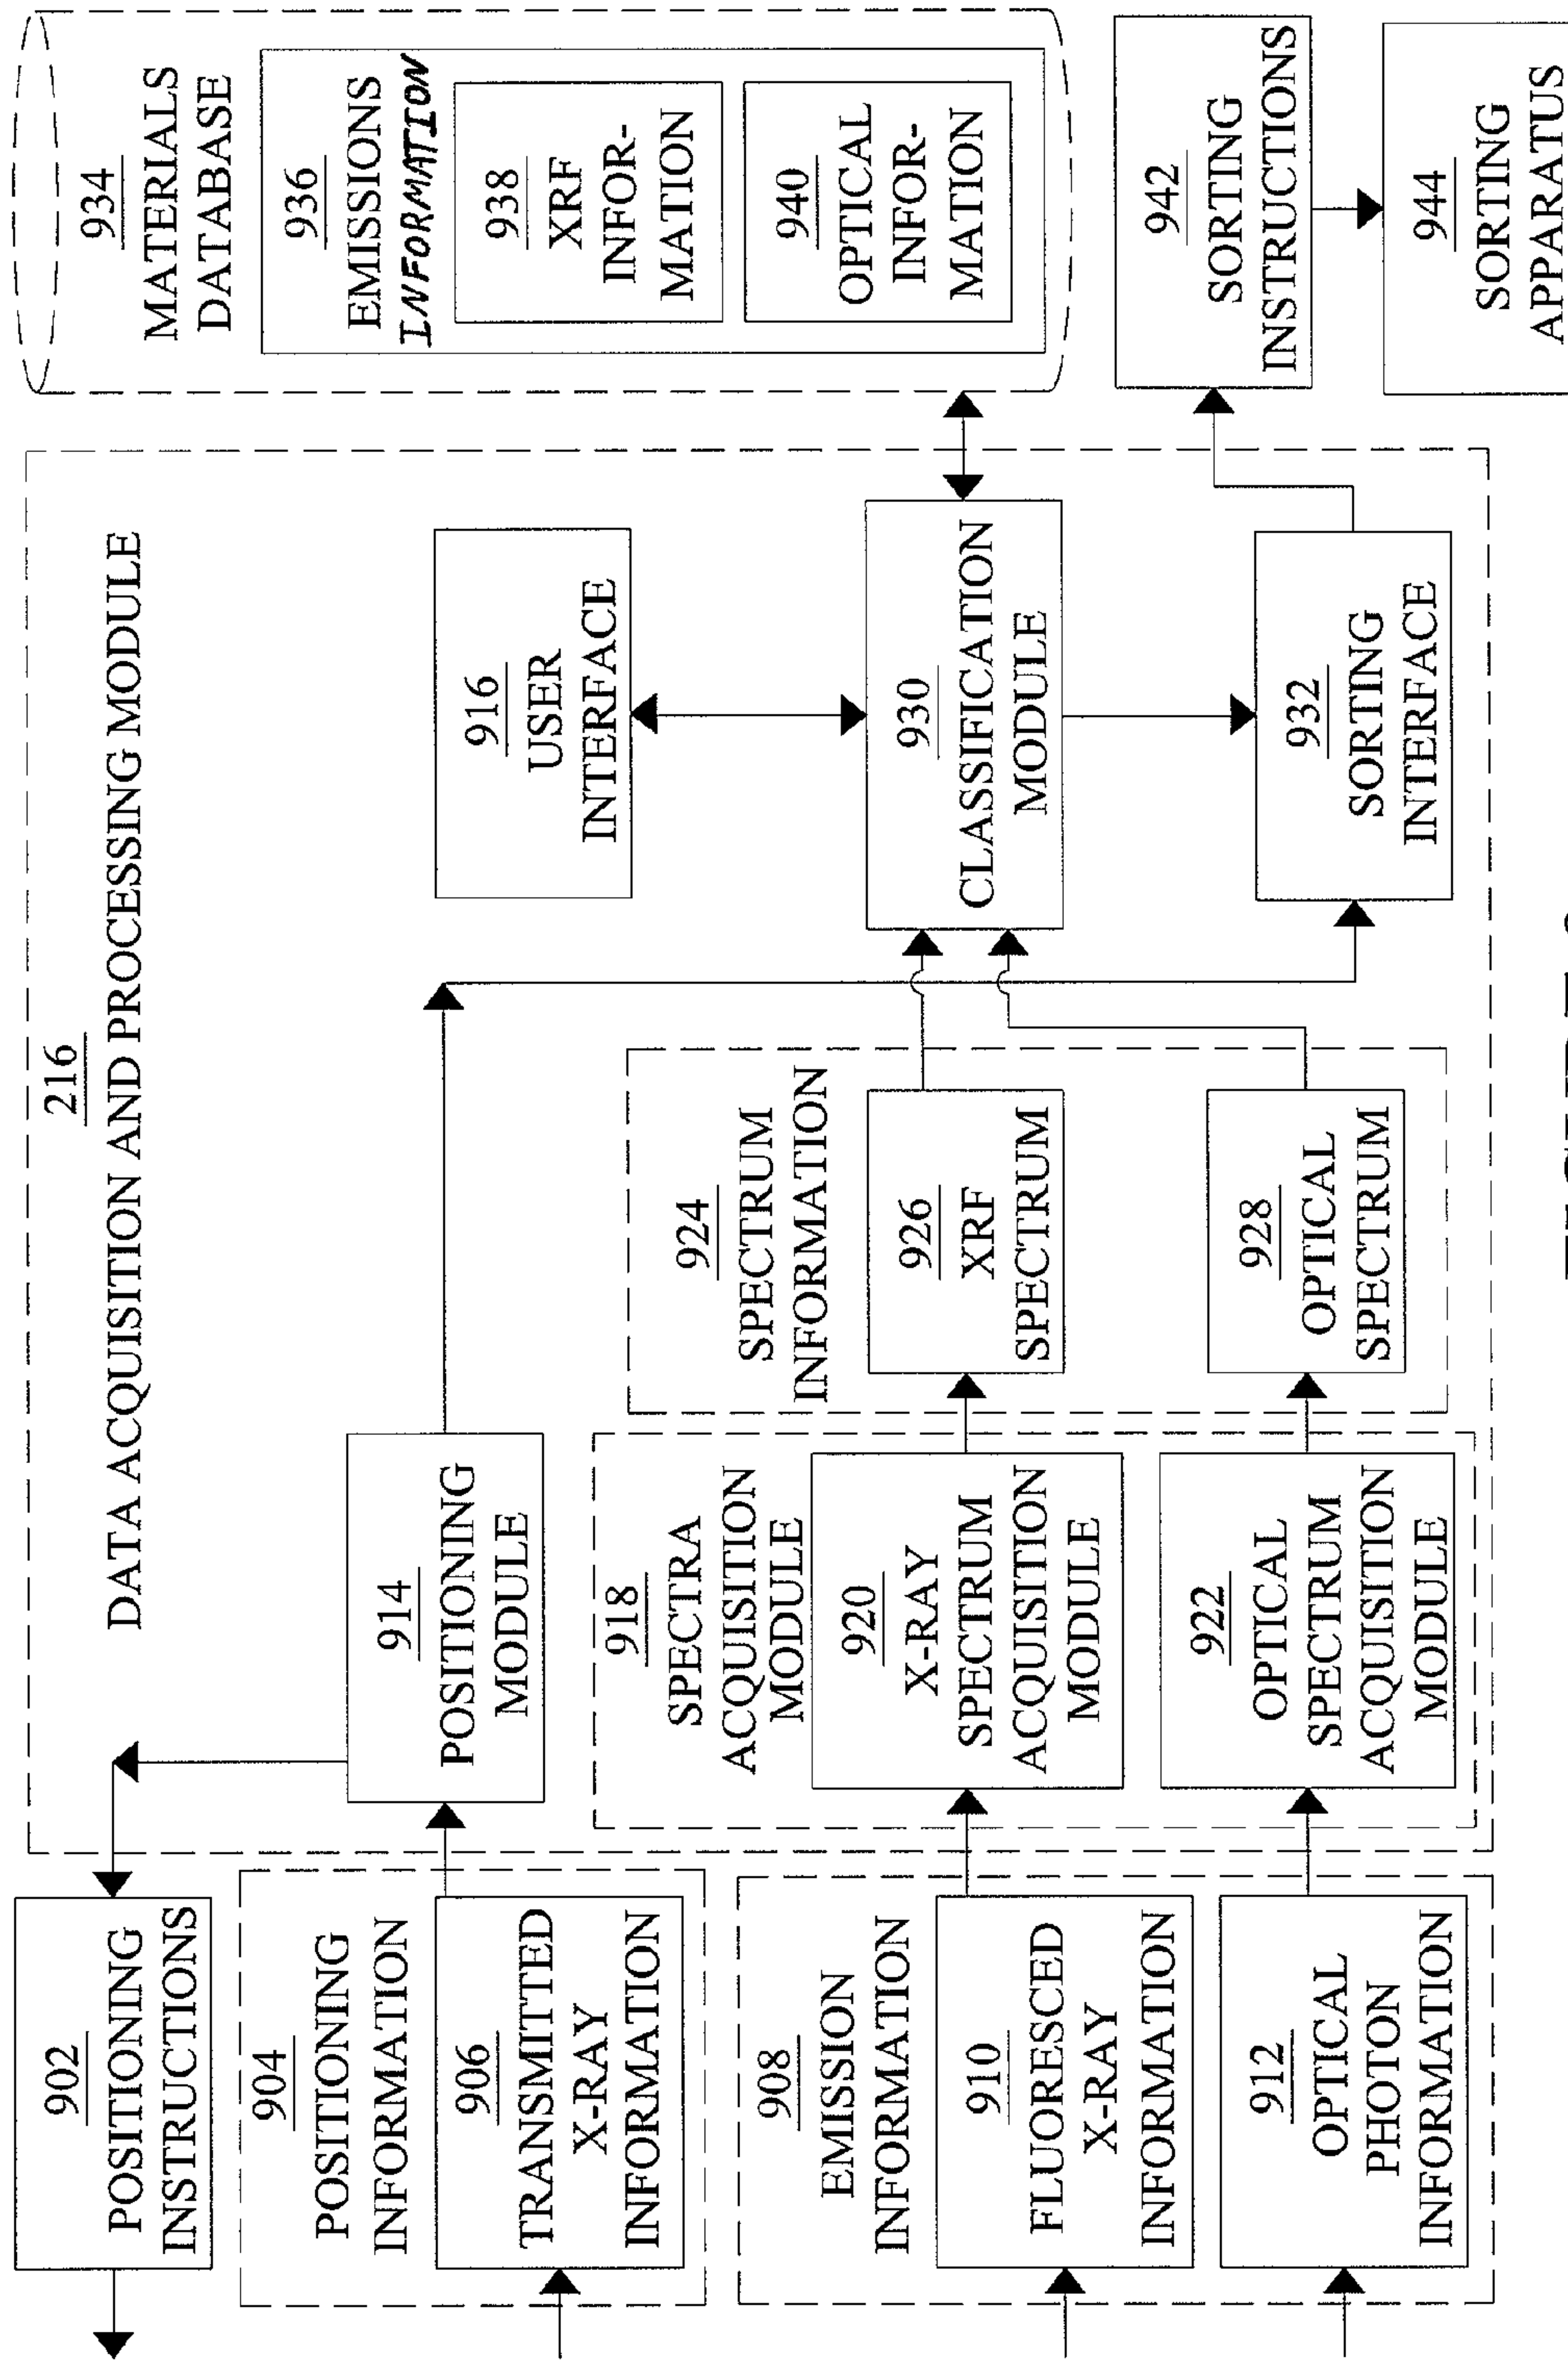 216
DATA ACQUISITION AND PROCESSING MODULE
902
POSITIONING
INSTRUCTIONS
904
POSITIONING
INFORMATION
906
TRANSMITTED
X-RAY
INFORMATION
908
EMISSION
INFORMATION
910
FLUORESCED
X-RAY
INFORMATION
912
OPTICAL
PHOTON
INFORMATION
914
POSITIONING
MODULE
918
SPECTRA
ACQUISITION
MODULE
920
X-RAY
SPECTRUM
ACQUISITION
MODULE
922
OPTICAL
SPECTRUM
ACQUISITION
MODULE
924
SPECTRUM
INFORMATION
926
XRF
SPECTRUM
928
OPTICAL
SPECTRUM
916
USER
INTERFACE
930
CLASSIFICATION
MODULE
932
SORTING
INTERFACE
934
MATERIALS
DATABASE
936
EMISSIONS
INFORMATION
938
XRF
INFOR-
MATION
940
OPTICAL
INFOR-
MATION
942
SORTING
INSTRUCTIONS
944
SORTING
APPARATUS